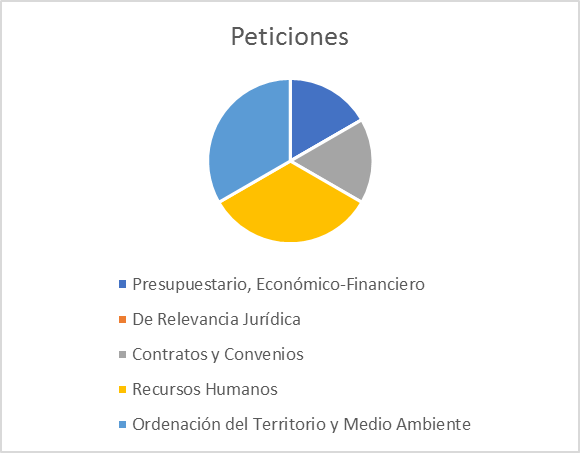 Peticiones
Presupuestario, Económico-Financiero
De Relevancia Jurídica
Contratos y Convenios
Recursos Humanos
Ordenación del Territorio y Medio Ambiente